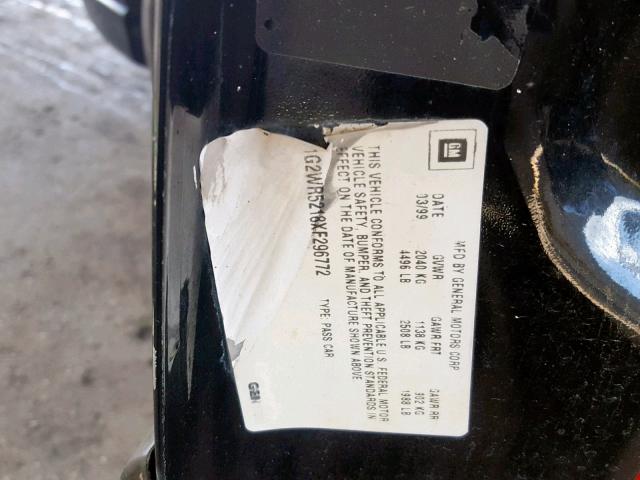 GM
MFD BY GENERAL MOTORS CORP
DATE GVWR GAWR FRT GAWR RR
03/99 2040 KG 1138 KG 902 KG
4496 LB 2508 LB 1988 LB
THIS VEHICLE CONFORMS TO ALL APPLICABLE U.S. FEDERAL MOTOR
VEHICLE SAFETY, BUMPER, AND THEFT PREVENTION STANDARDS IN
EFFECT ON THE DATE OF MANUFACTURE SHOWN ABOVE
1G2WR5216XF296772 TYPE: PASS CAR